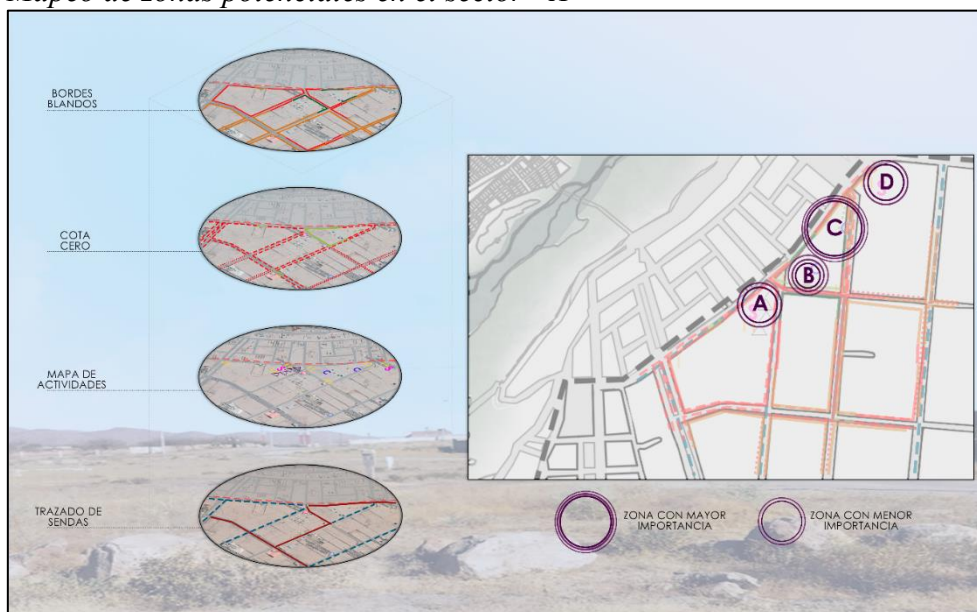 Mapeo de zonas potenciales en el sector
BORDES
BLANDOS
COTA
CERO
MAPA DE
ACTIVIDADES
TRAZADO DE
SENDAS
D
C
B
A
ZONA CON MAYOR
IMPORTANCIA
ZONA CON MENOR
IMPORTANCIA